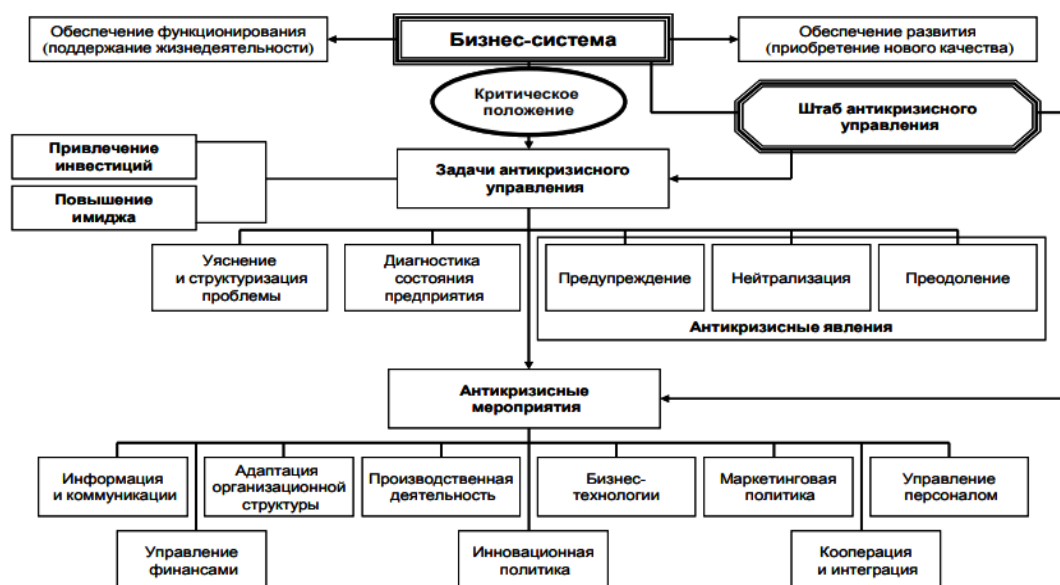 Обеспечение функционирования
(поддержание жизнедеятельности)
Бизнес-система
Обеспечение развития
(приобретение нового качества)
Критическое
положение
Штаб антикризисного
управления
Привлечение
инвестиций
Повышение
имиджа
Задачи антикризисного
управления
Уяснение
и структуризация
проблемы
Диагностика
состояния
предприятия
Предупреждение
Нейтрализация
Преодоление
Антикризисные явления
Антикризисные
мероприятия
Информация
и коммуникации
Адаптация
организационной
структуры
Производственная
деятельность
Бизнес-
технологии
Маркетинговая
политика
Управление
персоналом
Управление
финансами
Инновационная
политика
Кооперация
и интеграция